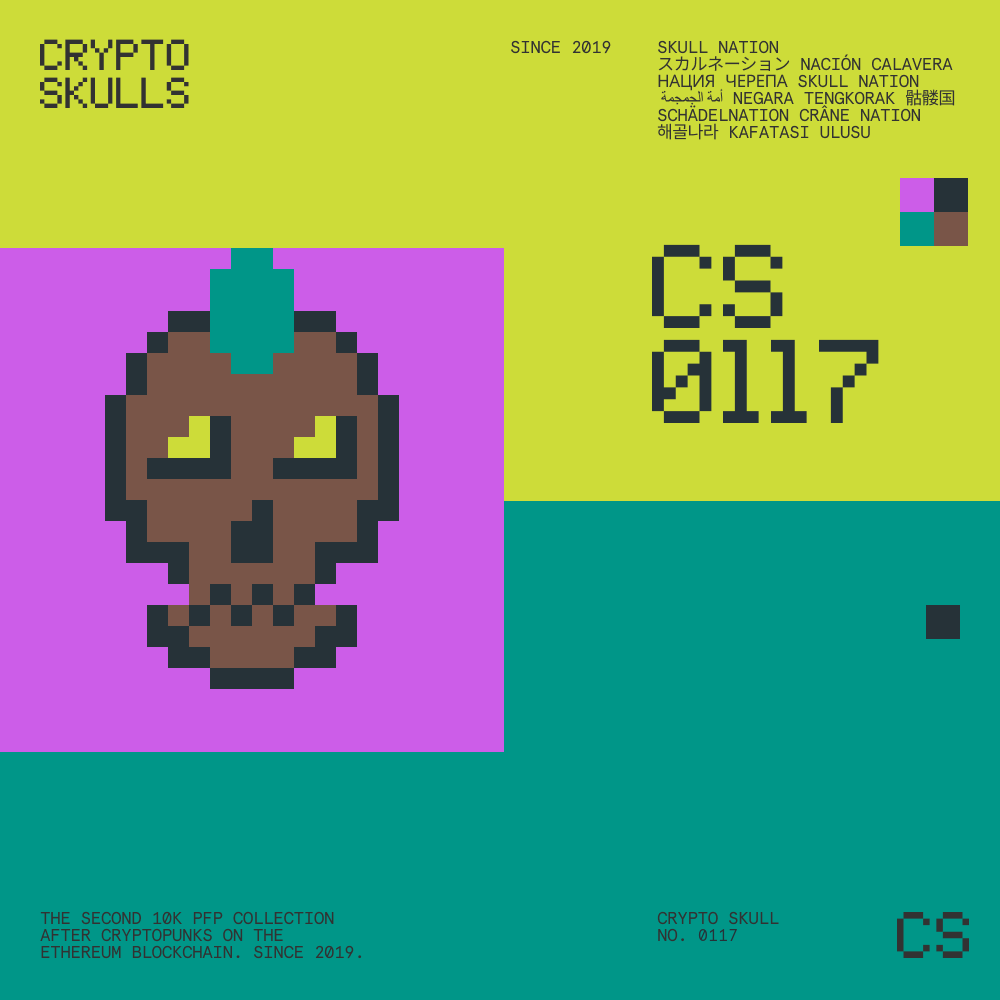 CRYPTO
SKULLS
SINCE 2019
SKULL NATION
スカルネーション NACIÓN CALAVERA
НАЦИЯ ЧЕРЕПА SKULL NATION
أمة الجمجمة NEGARA TENGKORAK 骷髅国
SCHÄDELNATION CRÂNE NATION
해골나라 KAFATASI ULUSU
CS
0117
THE SECOND 10K PFP COLLECTION
AFTER CRYPTOPUNKS ON THE
ETHEREUM BLOCKCHAIN. SINCE 2019.
CRYPTO SKULL
NO. 0117
CS